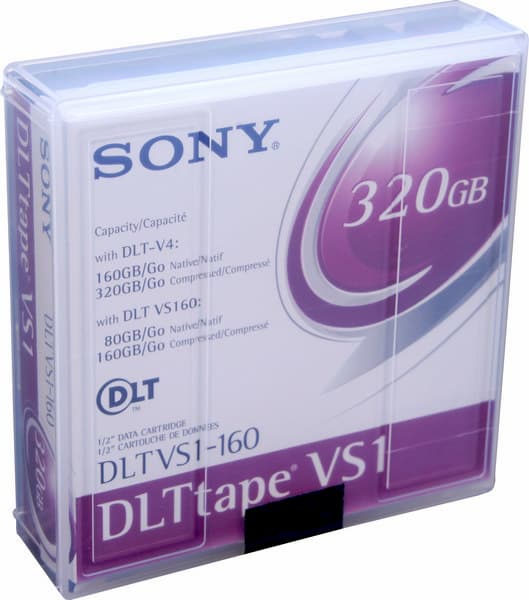 SONY®
320GB
Capacity/Capacité
with DLT-V4:
160GB/Go Native/Natif
320GB/Go Compressed/Compressé
with DLT VS160:
80GB/Go Native/Natif
160GB/Go Compressed/Compressé
DLT™
1/2" DATA CARTRIDGE
1/2" CARTOUCHE DE DONNÉES
DLTVS1-160
DLTtape® VS1
DLTtape® VS1
SONY
DLTVS1-160
320GB